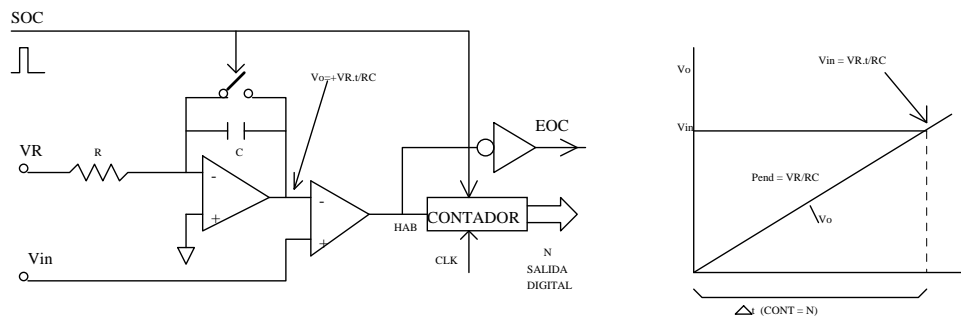 SOC
Vo=+VR.t/RC
C
EOC
VR
R
-
+
-
+
CONTADOR
HAB
Vin
CLK
N
SALIDA
DIGITAL
Vin = VR.t/RC
Vo
Vin
Pend = VR/RC
Vo
△t (CONT = N)